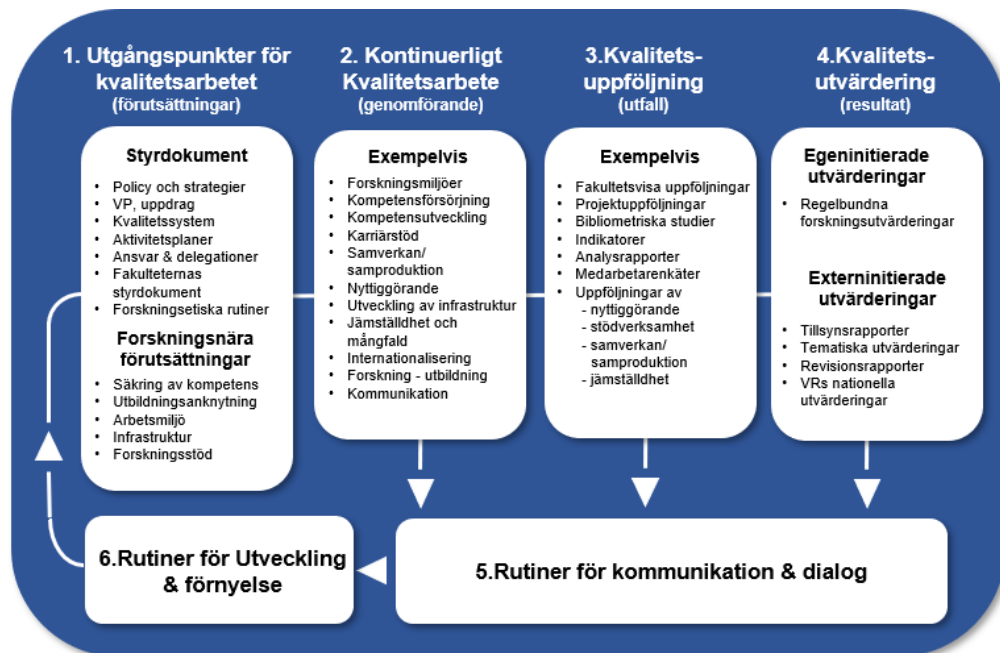 1. Utgångspunkter för
kvalitetsarbetet
(förutsättningar)
Styrdokument
• Policy och strategier
• VP, uppdrag
• Kvalitetssystem
• Aktivitetsplaner
• Ansvar & delegationer
• Fakulteternas
styrdokument
• Forskningsetiska rutiner
Forskningsnära
förutsättningar
• Säkring av kompetens
• Utbildningsanknytning
• Arbetsmiljö
• Infrastruktur
• Forskningsstöd
2. Kontinuerligt
Kvalitetsarbete
(genomförande)
Exempelvis
• Forskningsmiljöer
• Kompetensförsörjning
• Kompetensutveckling
• Karriärstöd
• Samverkan/
samproduktion
• Nyttiggörande
• Utveckling av infrastruktur
• Jämställdhet och
mångfald
• Internationalisering
• Forskning - utbildning
• Kommunikation
3.Kvalitets-
uppföljning
(utfall)
Exempelvis
• Fakultetsvisa uppföljningar
• Projektuppföljningar
• Bibliometriska studier
• Indikatorer
• Analysrapporter
• Medarbetarenkäter
• Uppföljningar av
- nyttiggörande
- stödverksamhet
- samverkan/
samproduktion
- jämställdhet
4.Kvalitets-
utvärdering
(resultat)
Egeninitierade
utvärderingar
• Regelbundna
forskningsutvärderingar
Externinitierade
utvärderingar
• Tillsynsrapporter
• Tematiska utvärderingar
• Revisionsrapporter
• VRs nationella
utvärderingar
5.Rutiner för kommunikation & dialog
6.Rutiner för Utveckling
& förnyelse